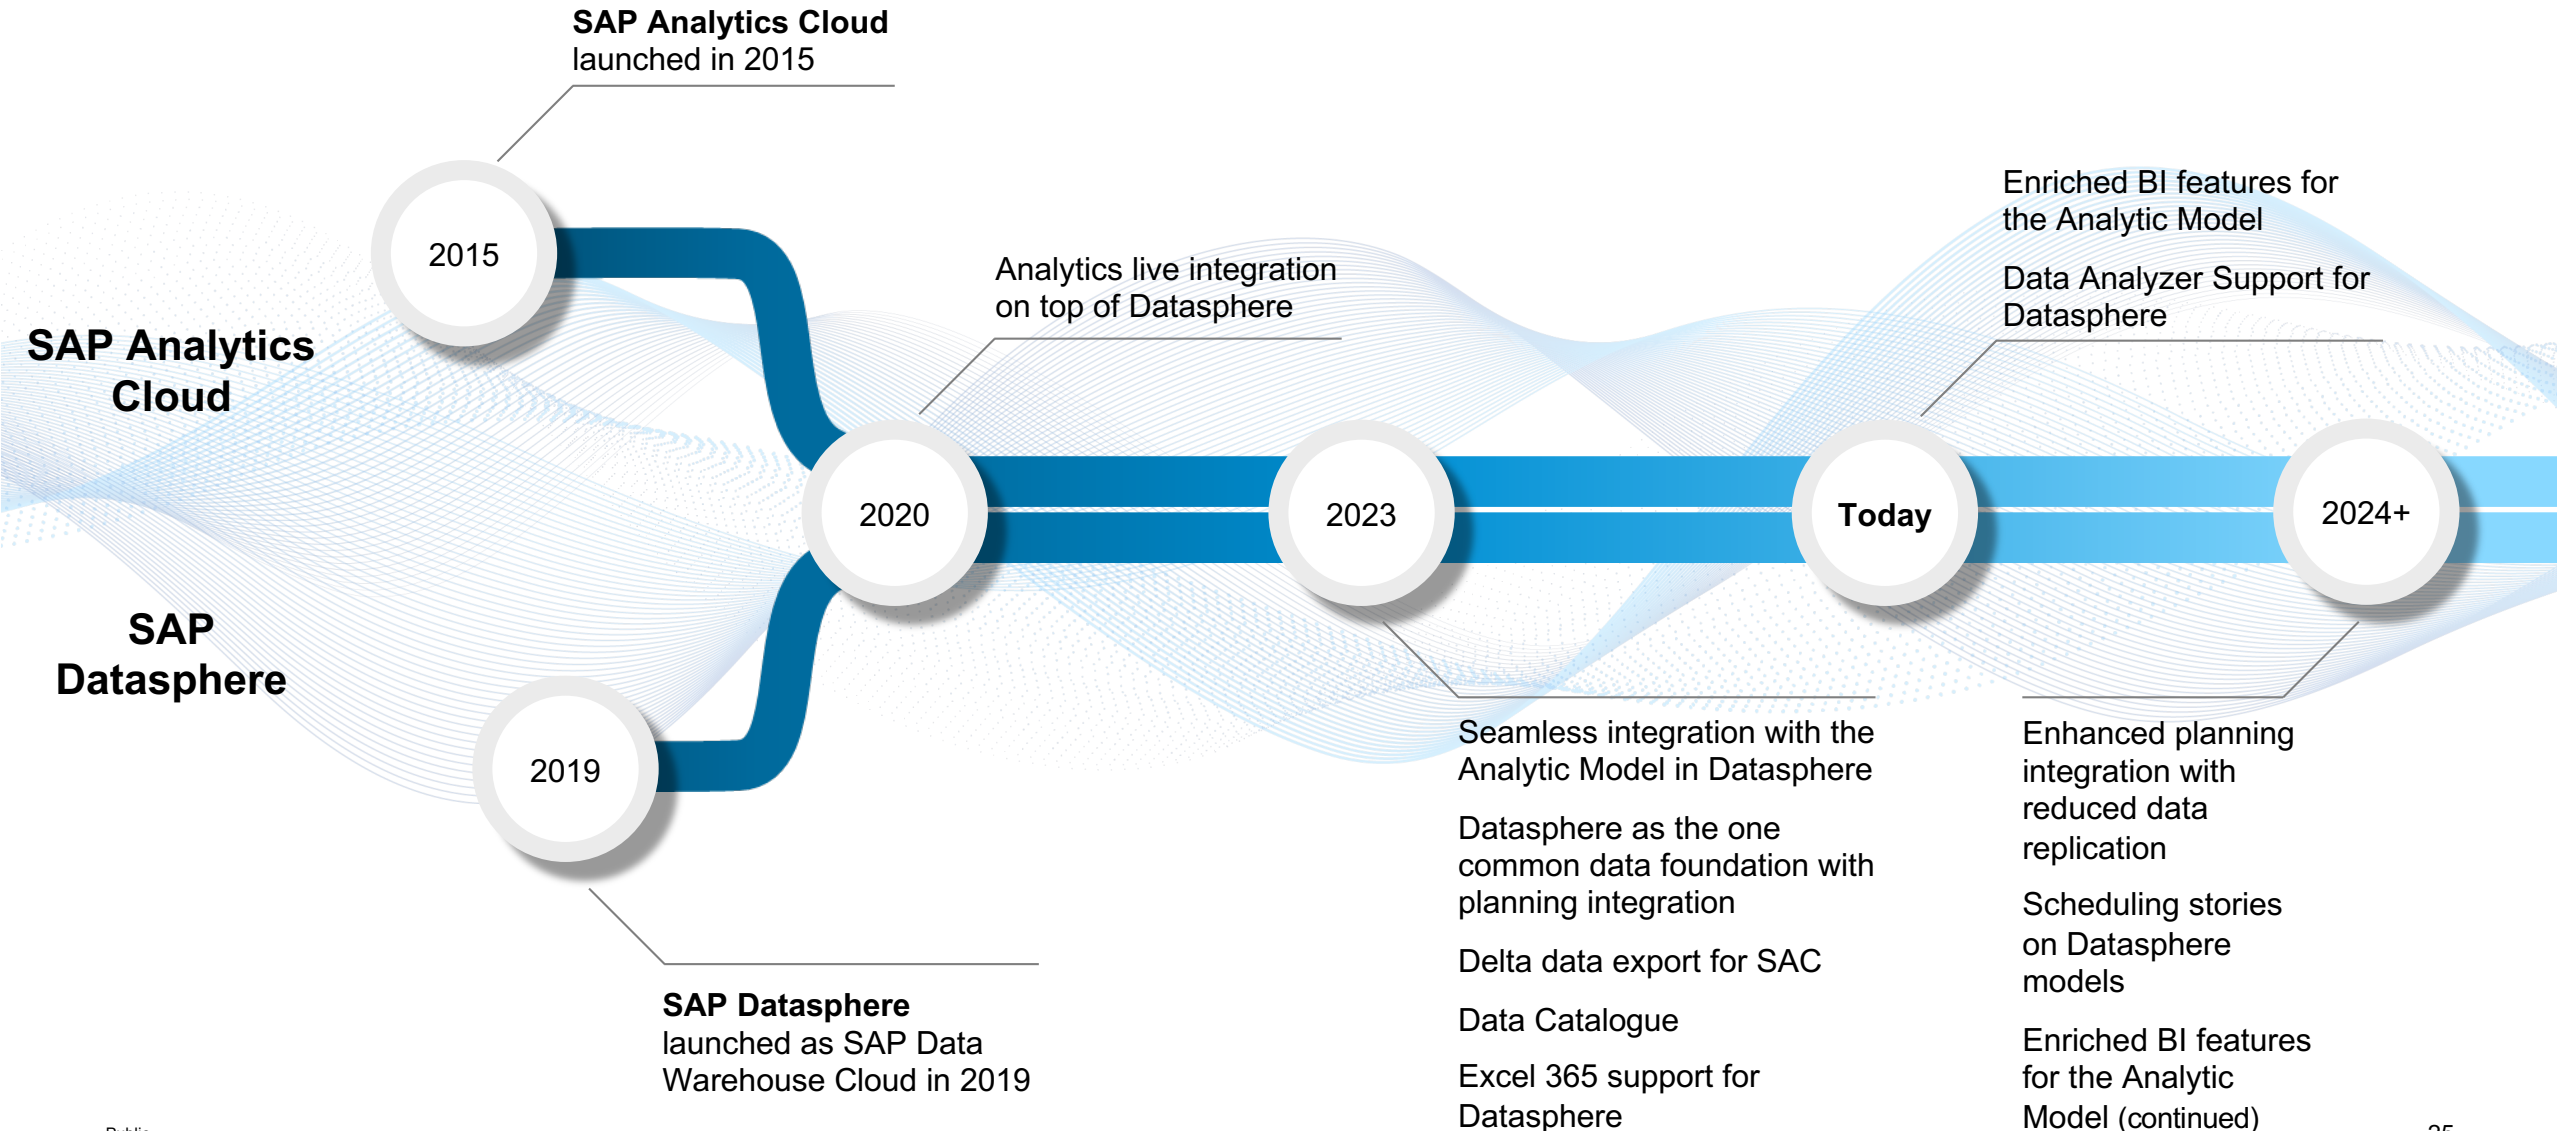 SAP Analytics Cloud
launched in 2015
2015
SAP Analytics
Cloud
Analytics live integration
on top of Datasphere
Enriched BI features for
the Analytic Model
Data Analyzer Support for
Datasphere
2020
2023
Today
2024+
SAP
Datasphere
2019
SAP Datasphere
launched as SAP Data
Warehouse Cloud in 2019
Seamless integration with the
Analytic Model in Datasphere
Datasphere as the one
common data foundation with
planning integration
Delta data export for SAC
Data Catalogue
Excel 365 support for
Datasphere
Enhanced planning
integration with
reduced data
replication
Scheduling stories
on Datasphere
models
Enriched BI features
for the Analytic
Model (continued)